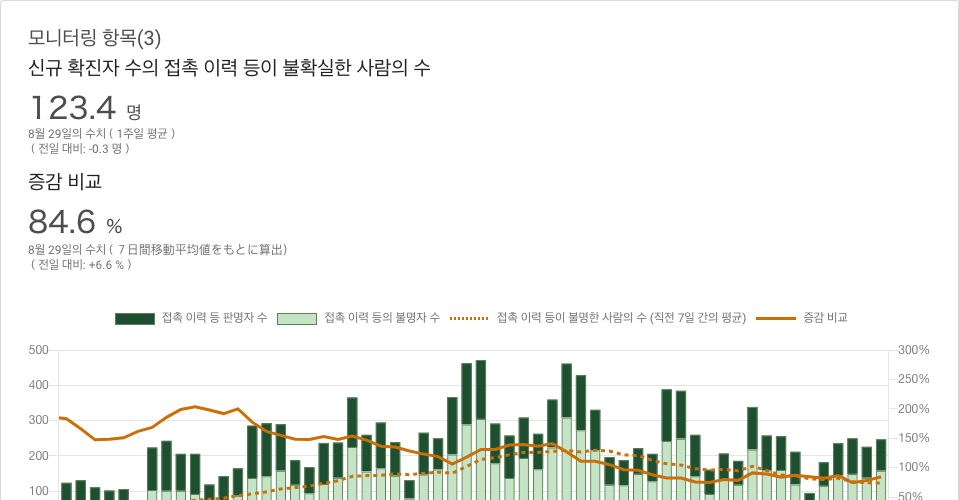 모니터링 항목(3)
신규 확진자 수의 접촉 이력 등이 불확실한 사람의 수
123.4 명
8월 29일의 수치 ( 1주일 평균 )
( 전일 대비: -0.3 명 )
증감 비교
84.6 %
8월 29일의 수치 ( 7日間移動平均値をもとに算出)
( 전일 대비: +6.6 % )
접촉 이력 등 판명자 수 접촉 이력 등의 불명자 수 접촉 이력 등이 불명한 사람의 수 (직전 7일 간의 평균) 증감 비교
500 300%
250%
400
200%
300
150%
200
100%
100
50%